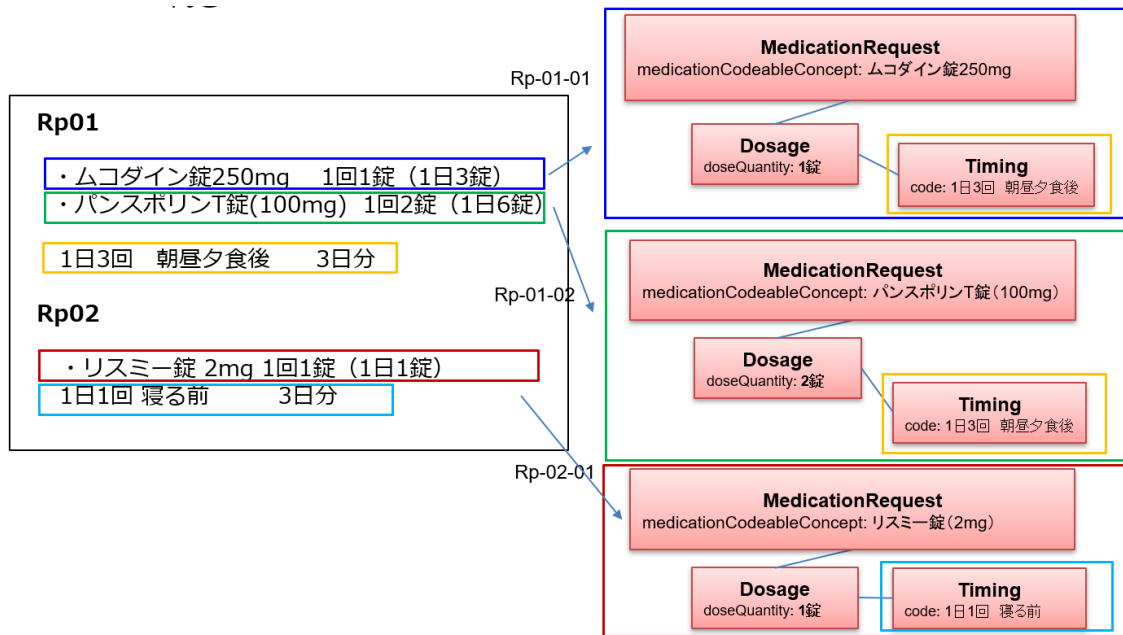 Rp01
・ムコダイン錠250mg 1回1錠（1日3錠）
・パンスポリンT錠(100mg) 1回2錠（1日6錠）
1日3回 朝昼夕食後 3日分
Rp02
・リスミー錠 2mg 1回1錠（1日1錠）
1日1回 寝る前 3日分
Rp-01-01
MedicationRequest
medicationCodeableConcept: ムコダイン錠250mg
Dosage
doseQuantity: 1錠
Timing
code: 1日3回 朝昼夕食後
Rp-01-02
MedicationRequest
medicationCodeableConcept: パンスポリンT錠（100mg）
Dosage
doseQuantity: 2錠
Timing
code: 1日3回 朝昼夕食後
Rp-02-01
MedicationRequest
medicationCodeableConcept: リスミー錠（2mg）
Dosage
doseQuantity: 1錠
Timing
code: 1日1回 寝る前